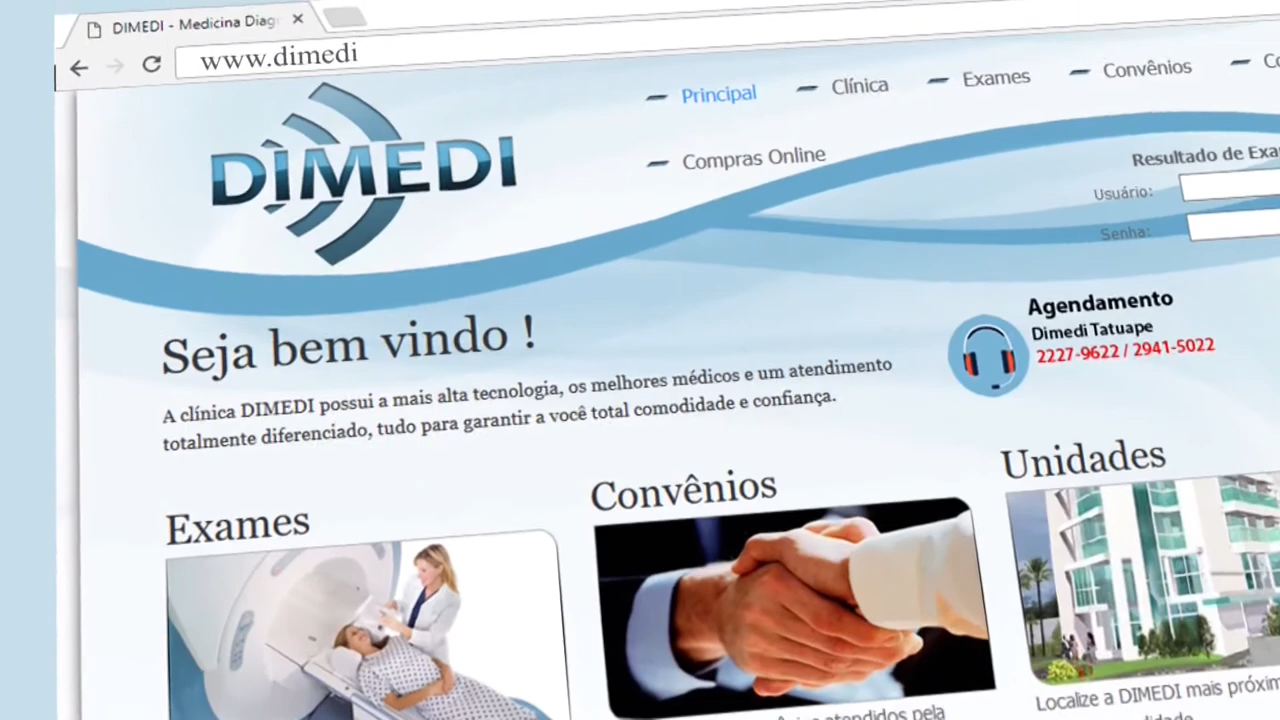 DIMEDI - Medicina Diag
www.dimedi
DIMEDI
Principal
Clínica
Exames
Convênios
Compras Online
Resultado de
Usuário:
Senha:
Seja bem vindo !
A clínica DIMEDI possui a mais alta tecnologia, os melhores médicos e um atendimento
totalmente diferenciado, tudo para garantir a você total comodidade e confiança.
Agendamento
Dimedi Tatuape
2227-9622 / 2941-5022
Exames
Convênios
Unidades
atendidos pela
Localize a DIMEDI mais